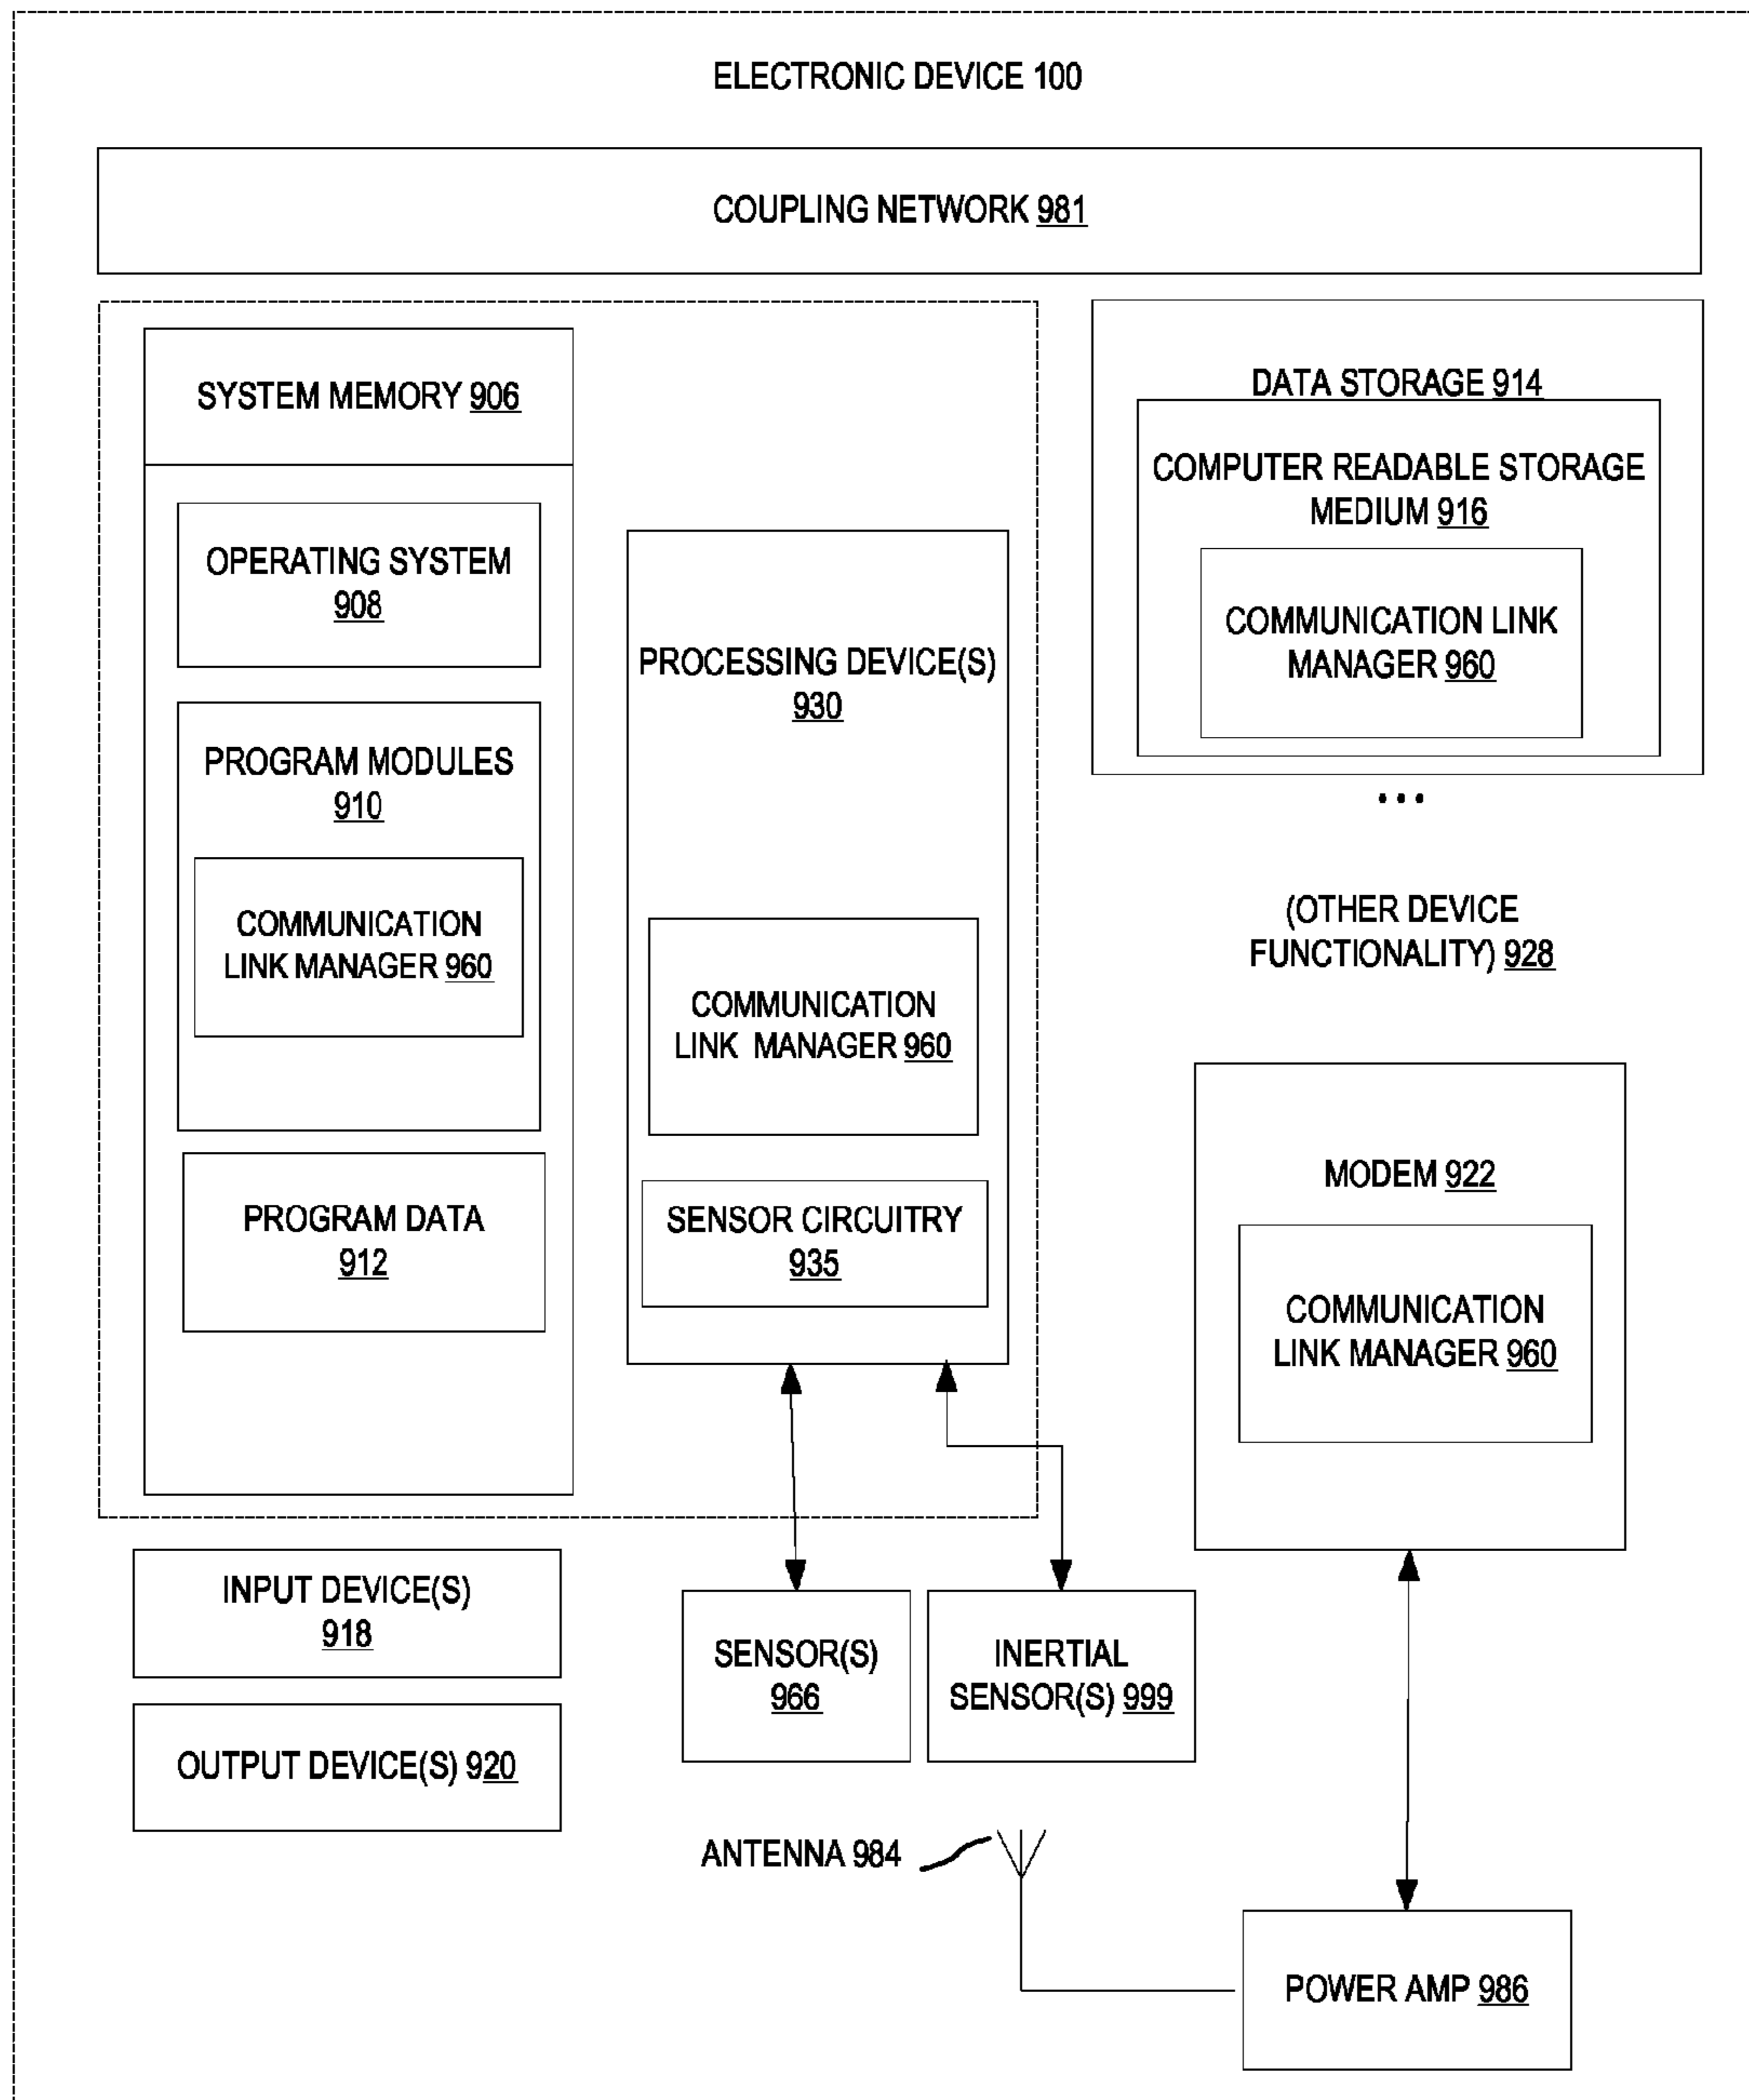 ELECTRONIC DEVICE 100
COUPLING NETWORK 981
SYSTEM MEMORY 906
OPERATING SYSTEM
908
PROGRAM MODULES
910
COMMUNICATION
LINK MANAGER 960
PROGRAM DATA
912
PROCESSING DEVICE(S)
930
COMMUNICATION
LINK MANAGER 960
SENSOR CIRCUITRY
935
DATA STORAGE 914
COMPUTER READABLE STORAGE
MEDIUM 916
COMMUNICATION LINK
MANAGER 960
...
(OTHER DEVICE
FUNCTIONALITY) 928
MODEM 922
COMMUNICATION
LINK MANAGER 960
INPUT DEVICE(S)
918
OUTPUT DEVICE(S) 920
SENSOR(S)
966
INERTIAL
SENSOR(S) 999
ANTENNA 984
POWER AMP 986